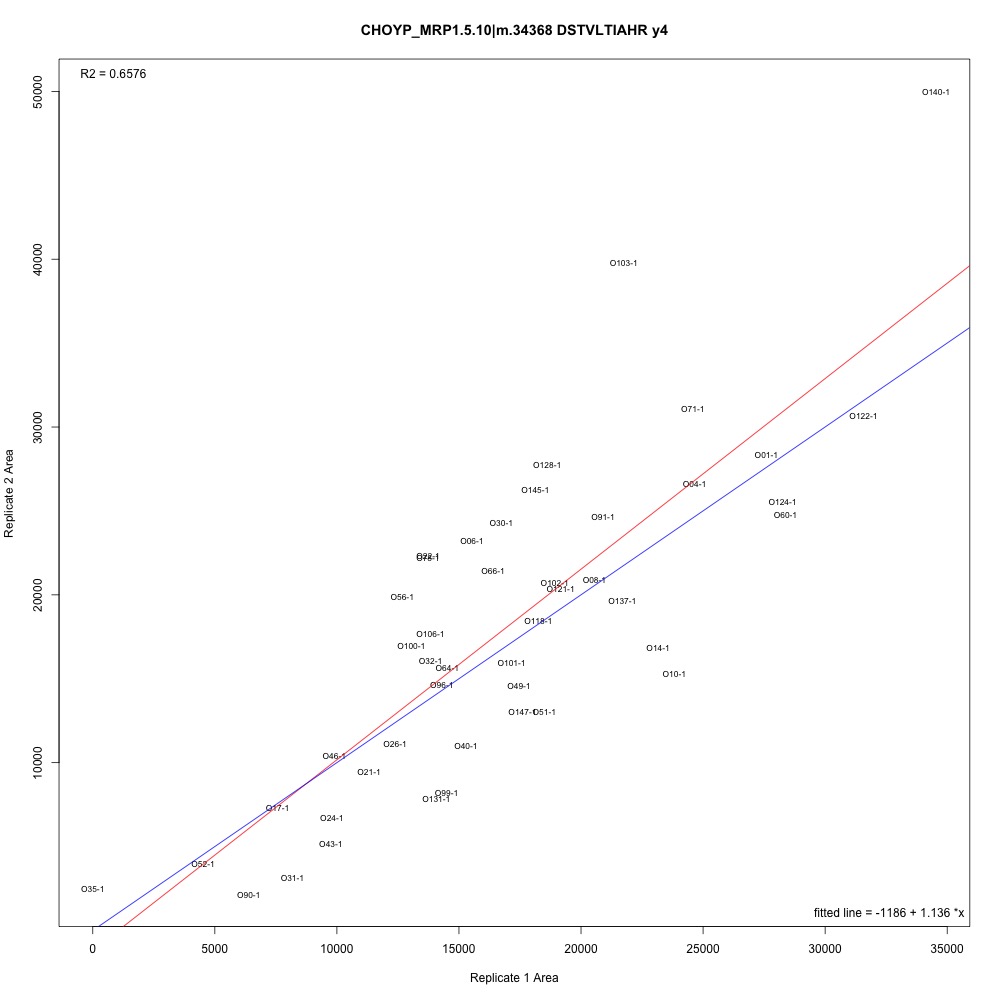 CHOYP_MRP1.5.10|m.34368 DSTVLTIAHR y4
R2 = 0.6576
50000
O140-1
40000
O103-1
O71-1
30000
O122-1
O01-1
O128-1
O04-1
O145-1
O124-1
O91-1
O60-1
O30-1
O06-1
O22-1
O78-1
O66-1
O08-1
O102-1
O121-1
20000
O56-1
O137-1
O118-1
O106-1
O100-1
O14-1
O32-1
O101-1
O64-1
O10-1
O96-1
O49-1
O147-1
O51-1
O26-1
O40-1
O46-1
10000
O21-1
O99-1
O131-1
O17-1
O24-1
O43-1
O52-1
O31-1
O35-1
O90-1
fitted line = -1186 + 1.136 *x
0 5000 10000 15000 20000 25000 30000 35000
Replicate 1 Area
Replicate 2 Area